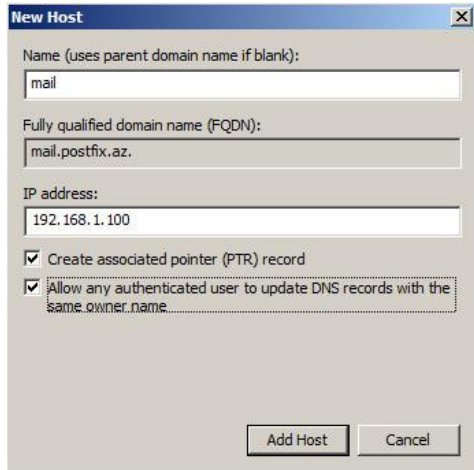 New Host
Name (uses parent domain name if blank):
mail
Fully qualified domain name (FQDN):
mail.postfix.az.
IP address:
192.168.1.100
Create associated pointer (PTR) record
Allow any authenticated user to update DNS records with the
same owner name
Add Host Cancel